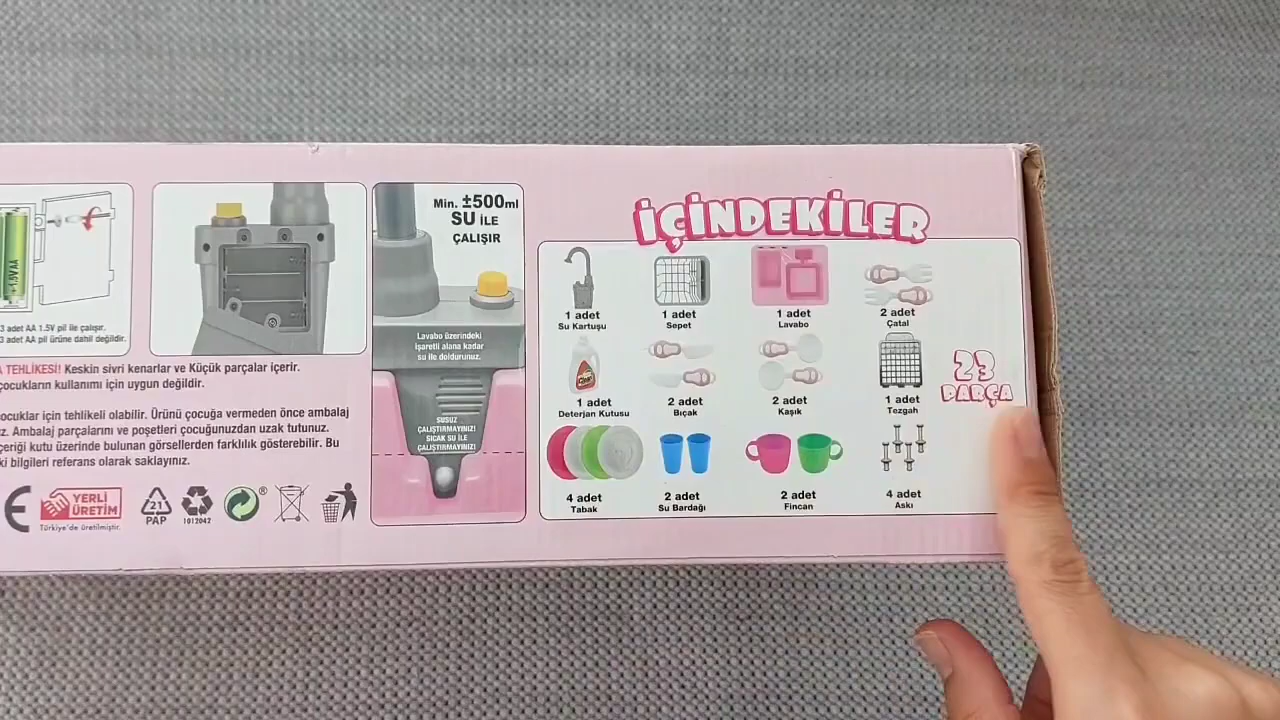 + 1.5V AA
3 adet AA 1.5V pil ile çalışır.
3 adet AA pil ürüne dahil değildir.
TEHLİKESİ! Keskin sivri kenarlar ve Küçük parçalar içerir.
çocukların kullanımı için uygun değildir.
ocuklar için tehlikeli olabilir. Ürünü çocuğa vermeden önce ambalaj
z. Ambalaj parçalarını ve poşetleri çocuğunuzdan uzak tutunuz.
çeriği kutu üzerinde bulunan görsellerden farklılık gösterebilir. Bu
ki bilgileri referans olarak saklayınız.
CE
YERLİ
ÜRETİM
Türkiye'de üretilmiştir.
21
PAP
1012042
®
Min. ±500ml
SU İLE
ÇALIŞIR
Lavabo üzerindeki
işaretli alana kadar
su ile doldurunuz.
SUSUZ
ÇALIŞTIRMAYINIZ!
SICAK SU İLE
ÇALIŞTIRMAYINIZ!
İÇİNDEKİLER
1 adet
Su Kartuşu
1 adet
Sepet
1 adet
Lavabo
2 adet
Çatal
1 adet
Deterjan Kutusu
2 adet
Bıçak
2 adet
Kaşık
1 adet
Tezgah
4 adet
Tabak
2 adet
Su Bardağı
2 adet
Fincan
4 adet
Askı
23
PARÇA